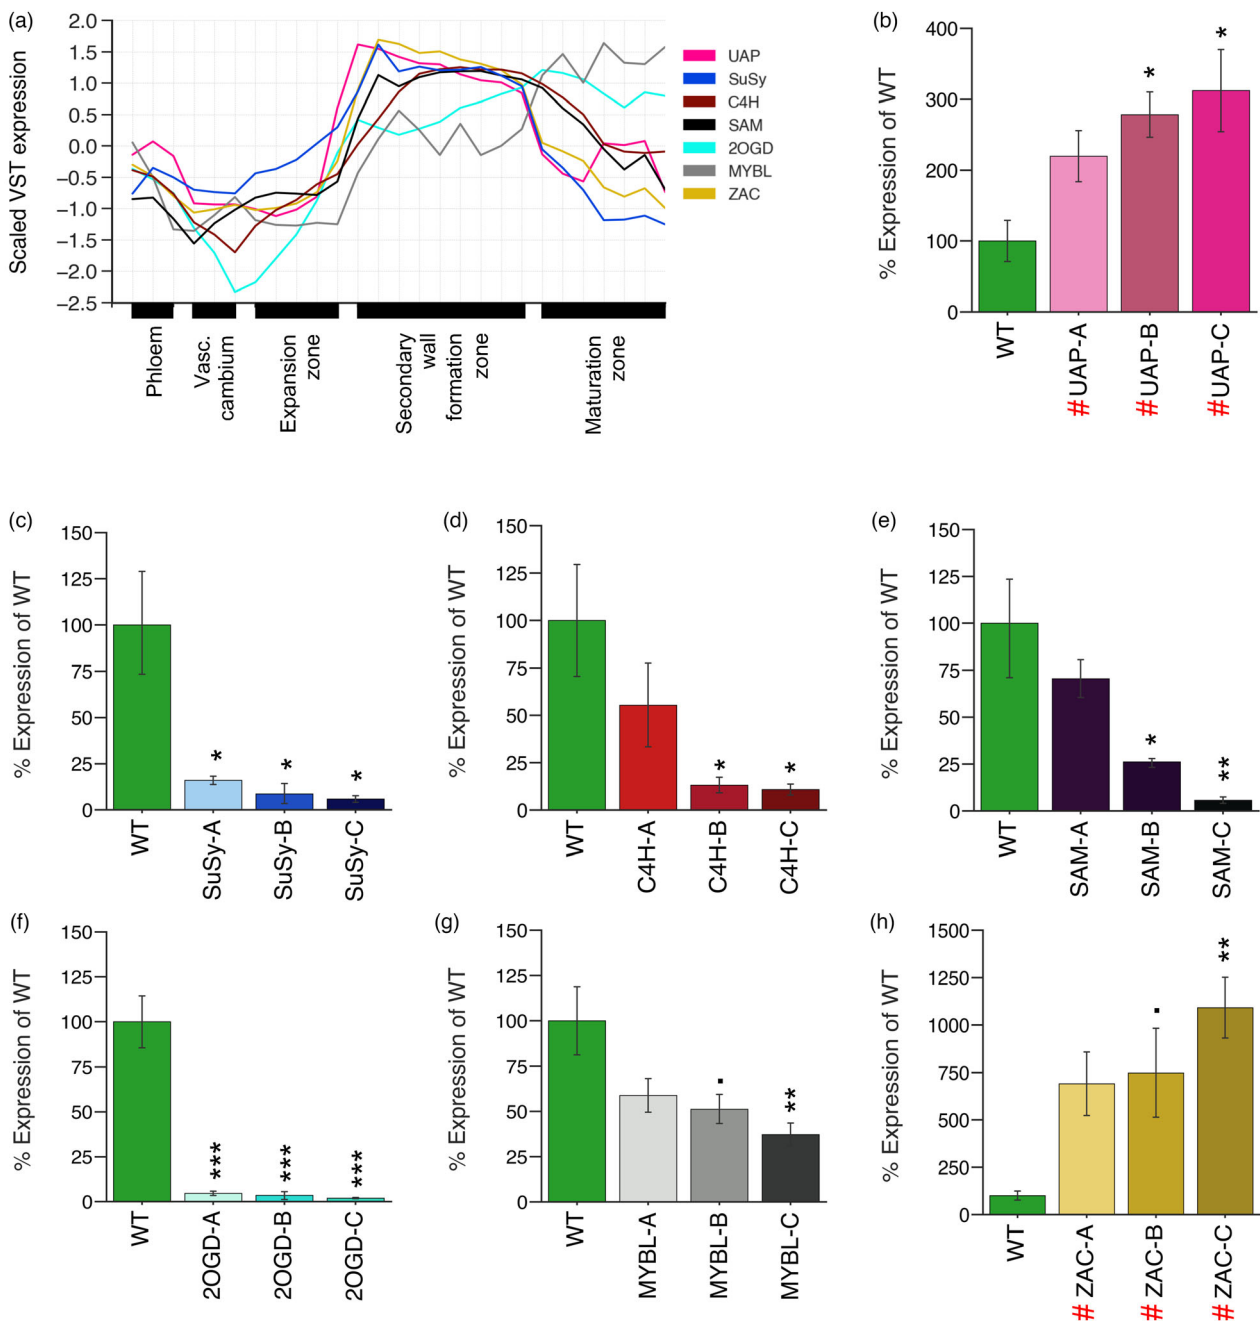 (a)
Scaled VST expression
2.0
1.5
1.0
0.5
0.0
−0.5
−1.0
−1.5
−2.0
−2.5
Phloem
Vasc.
cambium
Expansion
zone
Secondary
wall
formation
zone
Maturation
zone
UAP
SuSy
C4H
SAM
2OGD
MYBL
ZAC
(b)
% Expression of WT
400
300
200
100
0
*
*
WT
#UAP-A
#UAP-B
#UAP-C
(c)
% Expression of WT
150
125
100
75
50
25
0
*
*
*
WT
SuSy-A
SuSy-B
SuSy-C
(d)
% Expression of WT
150
125
100
75
50
25
0
*
*
WT
C4H-A
C4H-B
C4H-C
(e)
% Expression of WT
150
125
100
75
50
25
0
*
**
WT
SAM-A
SAM-B
SAM-C
(f)
% Expression of WT
150
125
100
75
50
25
0
***
***
***
WT
2OGD-A
2OGD-B
2OGD-C
(g)
% Expression of WT
150
125
100
75
50
25
0
.
**
WT
MYBL-A
MYBL-B
MYBL-C
(h)
% Expression of WT
1500
1250
1000
750
500
250
0
.
**
WT
# ZAC-A
# ZAC-B
# ZAC-C